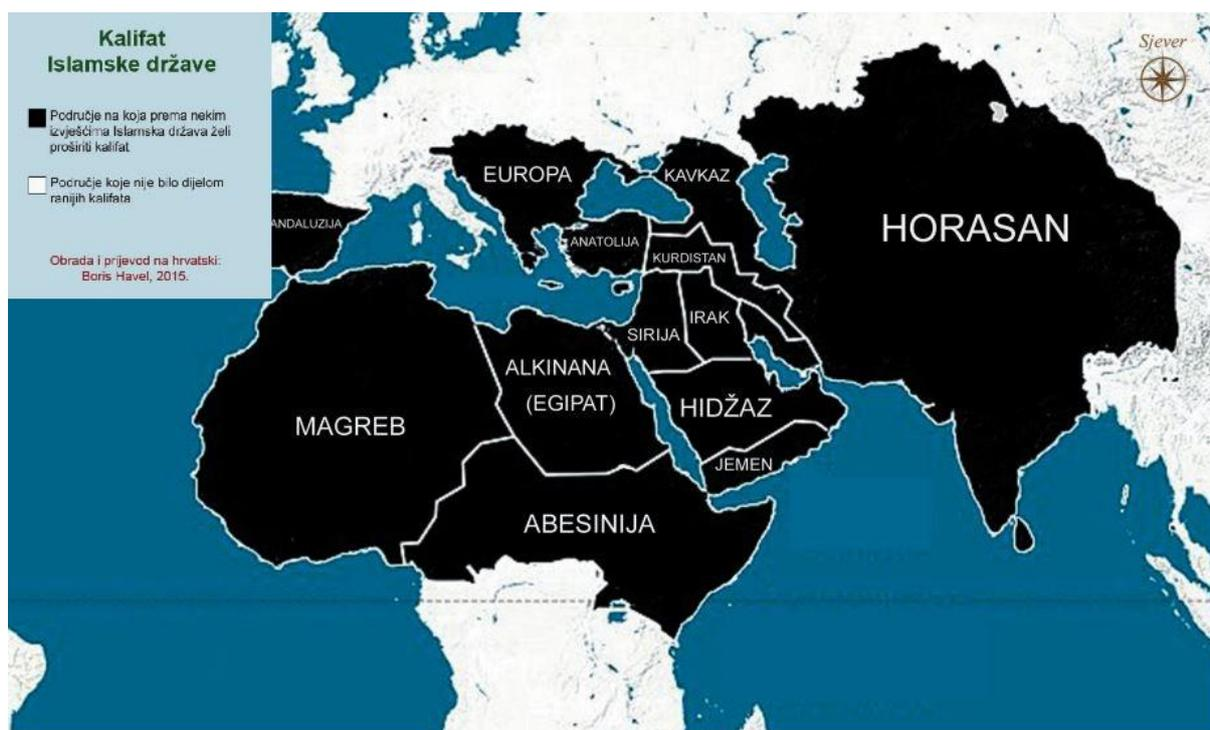 Kalifat
Islamske države
Područje na koja prema nekim
izvješćima Islamska država želi
proširiti kalifat
Područje koje nije bilo dijelom
ranijih kalifata
Obrada i prijevod na hrvatski:
Boris Havel, 2015.
Sjever
EUROPA
KAVKAZ
ANDALUZIJA
ANATOLIJA
HORASAN
KURDISTAN
SIRIJA
IRAK
ALKINANA
(EGIPAT)
HIDŽAZ
MAGREB
JEMEN
ABESINIJA